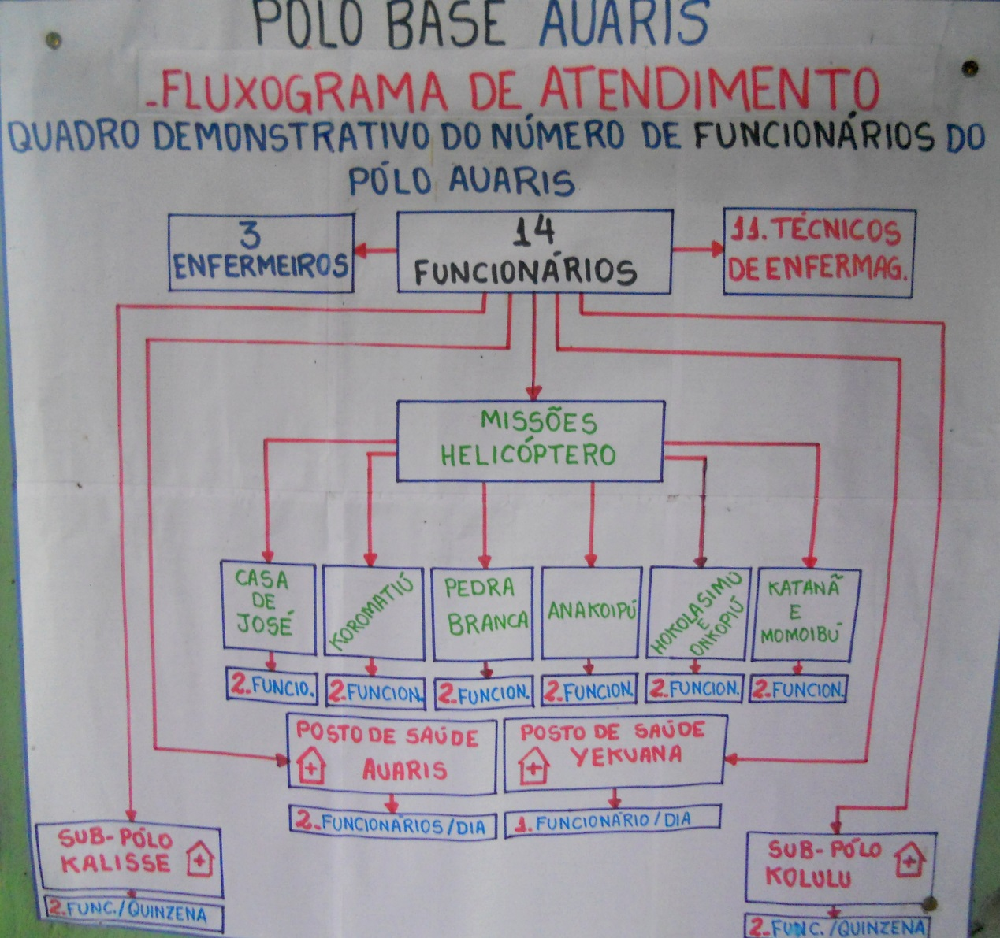 PÓLO BASE AUARIS
-FLUXOGRAMA DE ATENDIMENTO
QUADRO DEMONSTRATIVO DO NÚMERO DE FUNCIONÁRIOS DO
PÓLO AUARIS
3
ENFERMEIROS
14
FUNCIONÁRIOS
11. TÉCNICOS
DE ENFERMAG.
MISSÕES
HELICÓPTERO
CASA
DE
JOSÉ
KOROMATIÚ
PEDRA
BRANCA
ANAKOIPÚ
HOKOLASIMU
E
ONKOPIÚ
KATANÃ
E
MOMOIBÚ
2.FUNCIO.
2.FUNCION.
2.FUNCION.
2.FUNCION.
2.FUNCION.
2.FUNCION.
POSTO DE SAÚDE
AUARIS
POSTO DE SAÚDE
YEKUANA
2.FUNCIONÁRIOS/DIA
1.FUNCIONÁRIO/DIA
SUB-PÓLO
KALISSE
2.FUNC./QUINZENA
SUB-PÓLO
KOLULU
2.FUNC./QUINZENA